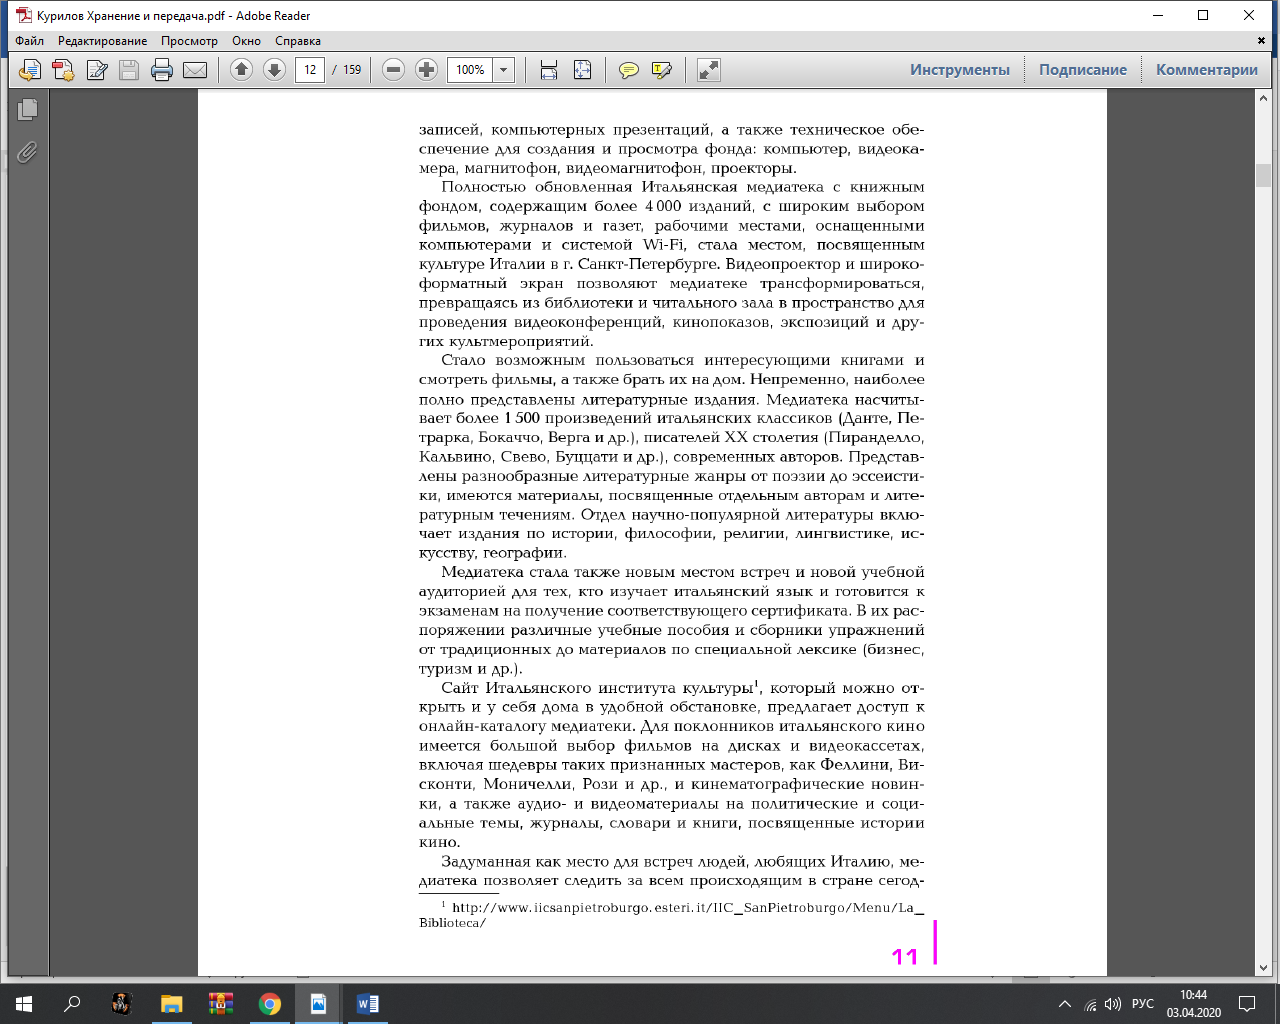 Курилов Хранение и передача.pdf - Adobe Reader
Файл Редактирование Просмотр Окно Справка
12 / 159 100% Инструменты Подписание Комментарии
записей, компьютерных презентаций, а также техническое обе-
спечение для создания и просмотра фонда: компьютер, видеока-
мера, магнитофон, видеомагнитофон, проекторы.
Полностью обновленная Итальянская медиатека с книжным
фондом, содержащим более 4 000 изданий, с широким выбором
фильмов, журналов и газет, рабочими местами, оснащенными
компьютерами и системой Wi-Fi, стала местом, посвященным
культуре Италии в г. Санкт-Петербурге. Видеопроектор и широко-
форматный экран позволяют медиатеке трансформироваться,
превращаясь из библиотеки и читального зала в пространство для
проведения видеоконференций, кинопоказов, экспозиций и дру-
гих культмероприятий.
Стало возможным пользоваться интересующими книгами и
смотреть фильмы, а также брать их на дом. Непременно, наиболее
полно представлены литературные издания. Медиатека насчиты-
вает более 1 500 произведений итальянских классиков (Данте, Пе-
трарка, Бокаччо, Верга и др.), писателей XX столетия (Пиранделло,
Кальвино, Свево, Буццати и др.), современных авторов. Представ-
лены разнообразные литературные жанры от поэзии до эссеисти-
ки, имеются материалы, посвященные отдельным авторам и лите-
ратурным течениям. Отдел научно-популярной литературы вклю-
чает издания по истории, философии, религии, лингвистике, ис-
кусству, географии.
Медиатека стала также новым местом встреч и новой учебной
аудиторией для тех, кто изучает итальянский язык и готовится к
экзаменам на получение соответствующего сертификата. В их рас-
поряжении различные учебные пособия и сборники упражнений
от традиционных до материалов по специальной лексике (бизнес,
туризм и др.).
Сайт Итальянского института культуры¹, который можно от-
крыть и у себя дома в удобной обстановке, предлагает доступ к
онлайн-каталогу медиатеки. Для поклонников итальянского кино
имеется большой выбор фильмов на дисках и видеокассетах,
включая шедевры таких признанных мастеров, как Феллини, Ви-
сконти, Моничелли, Рози и др., и кинематографические новин-
ки, а также аудио- и видеоматериалы на политические и соци-
альные темы, журналы, словари и книги, посвященные истории
кино.
Задуманная как место для встреч людей, любящих Италию, ме-
диатека позволяет следить за всем происходящим в стране сегод-
¹ http://www.iicsanpietroburgo.esteri.it/IIC_SanPietroburgo/Menu/La_
Biblioteca/
11
РУС 10:44
03.04.2020